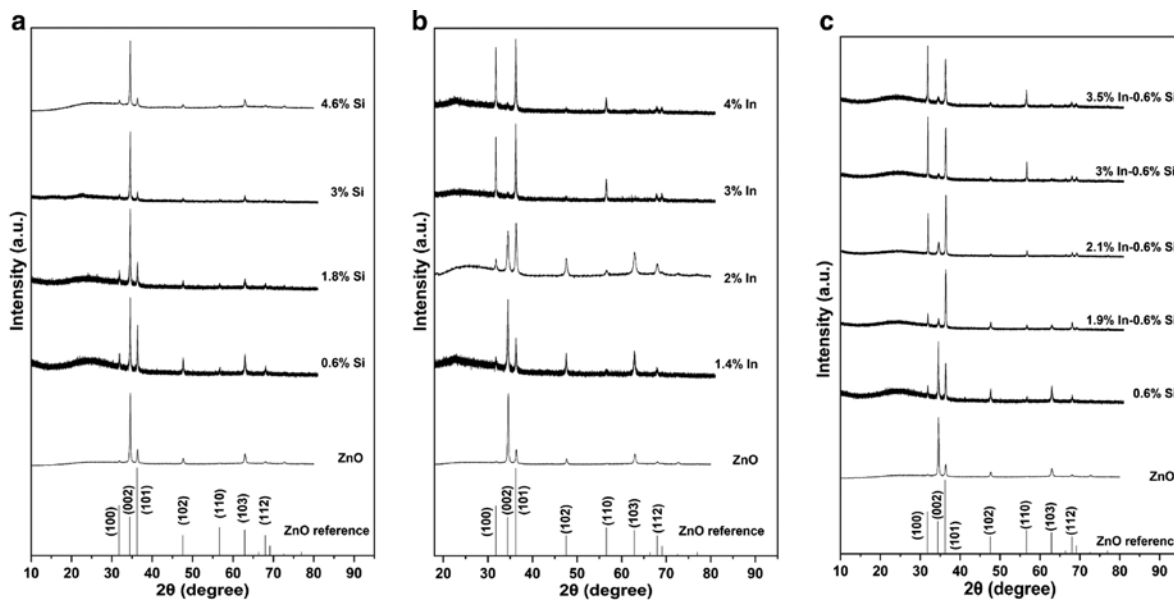 a
Intensity (a.u.)
4.6% Si
3% Si
1.8% Si
0.6% Si
ZnO
(100)
(002)
(101)
(102)
(110)
(103)
(112)
ZnO reference
10 20 30 40 50 60 70 80 90
2θ (degree)
b
Intensity (a.u.)
4% In
3% In
2% In
1.4% In
ZnO
(100)
(002)
(101)
(102)
(110)
(103)
(112)
ZnO reference
20 30 40 50 60 70 80 90
2θ (degree)
c
Intensity (a.u.)
3.5% In-0.6% Si
3% In-0.6% Si
2.1% In-0.6% Si
1.9% In-0.6% Si
0.6% Si
ZnO
(100)
(002)
(101)
(102)
(110)
(103)
(112)
ZnO reference
10 20 30 40 50 60 70 80 90
2θ (degree)